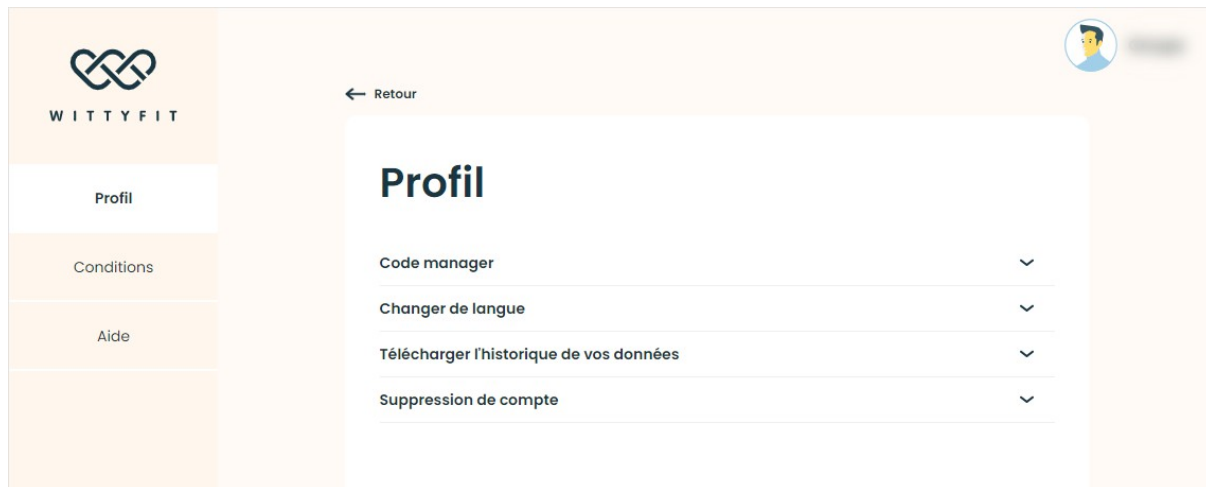 WITTYFIT
Profil
Conditions
Aide
Retour
Profil
Code manager
Changer de langue
Télécharger l'historique de vos données
Suppression de compte